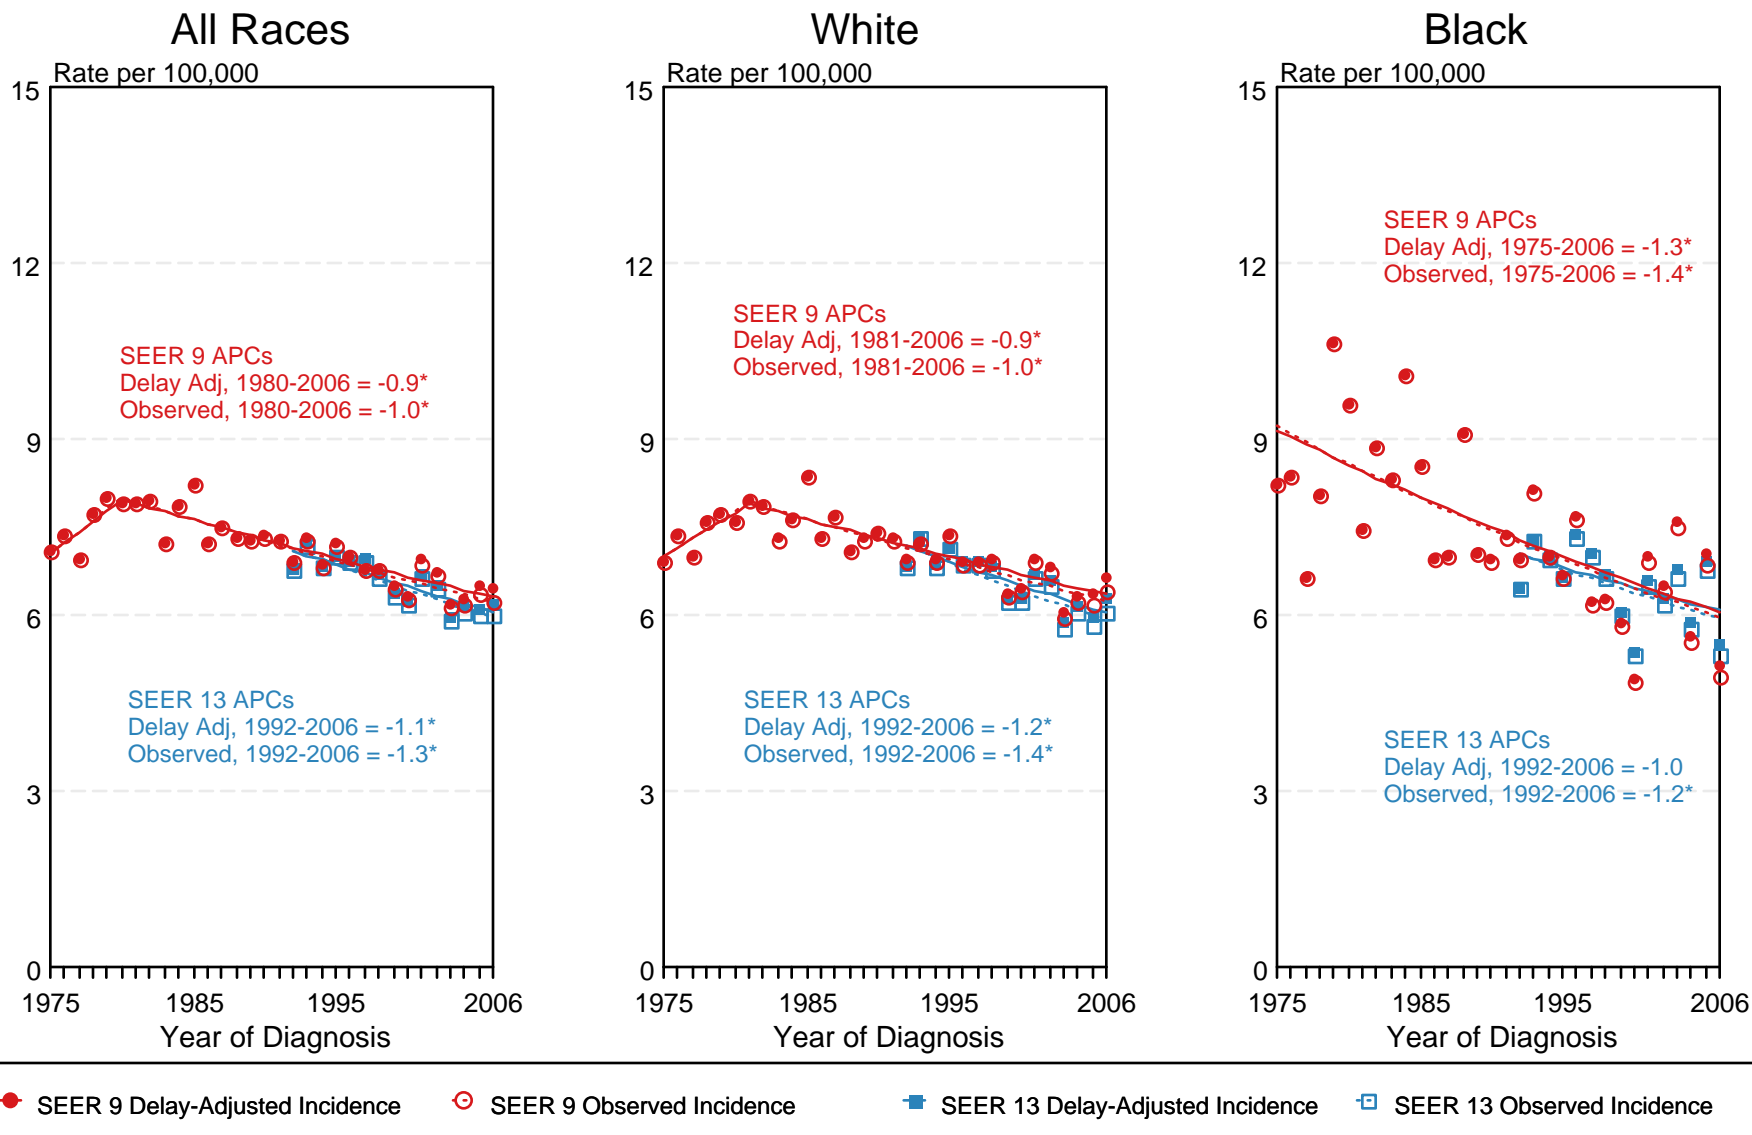 All Races
Rate per 100,000
15
12
9
6
3
0
SEER 9 APCs
Delay Adj, 1980-2006 = -0.9*
Observed, 1980-2006 = -1.0*
SEER 13 APCs
Delay Adj, 1992-2006 = -1.1*
Observed, 1992-2006 = -1.3*
1975 1985 1995 2006
Year of Diagnosis
White
Rate per 100,000
15
12
9
6
3
0
SEER 9 APCs
Delay Adj, 1981-2006 = -0.9*
Observed, 1981-2006 = -1.0*
SEER 13 APCs
Delay Adj, 1992-2006 = -1.2*
Observed, 1992-2006 = -1.4*
1975 1985 1995 2006
Year of Diagnosis
Black
Rate per 100,000
15
12
9
6
3
0
SEER 9 APCs
Delay Adj, 1975-2006 = -1.3*
Observed, 1975-2006 = -1.4*
SEER 13 APCs
Delay Adj, 1992-2006 = -1.0
Observed, 1992-2006 = -1.2*
1975 1985 1995 2006
Year of Diagnosis
SEER 9 Delay-Adjusted Incidence
SEER 9 Observed Incidence
SEER 13 Delay-Adjusted Incidence
SEER 13 Observed Incidence